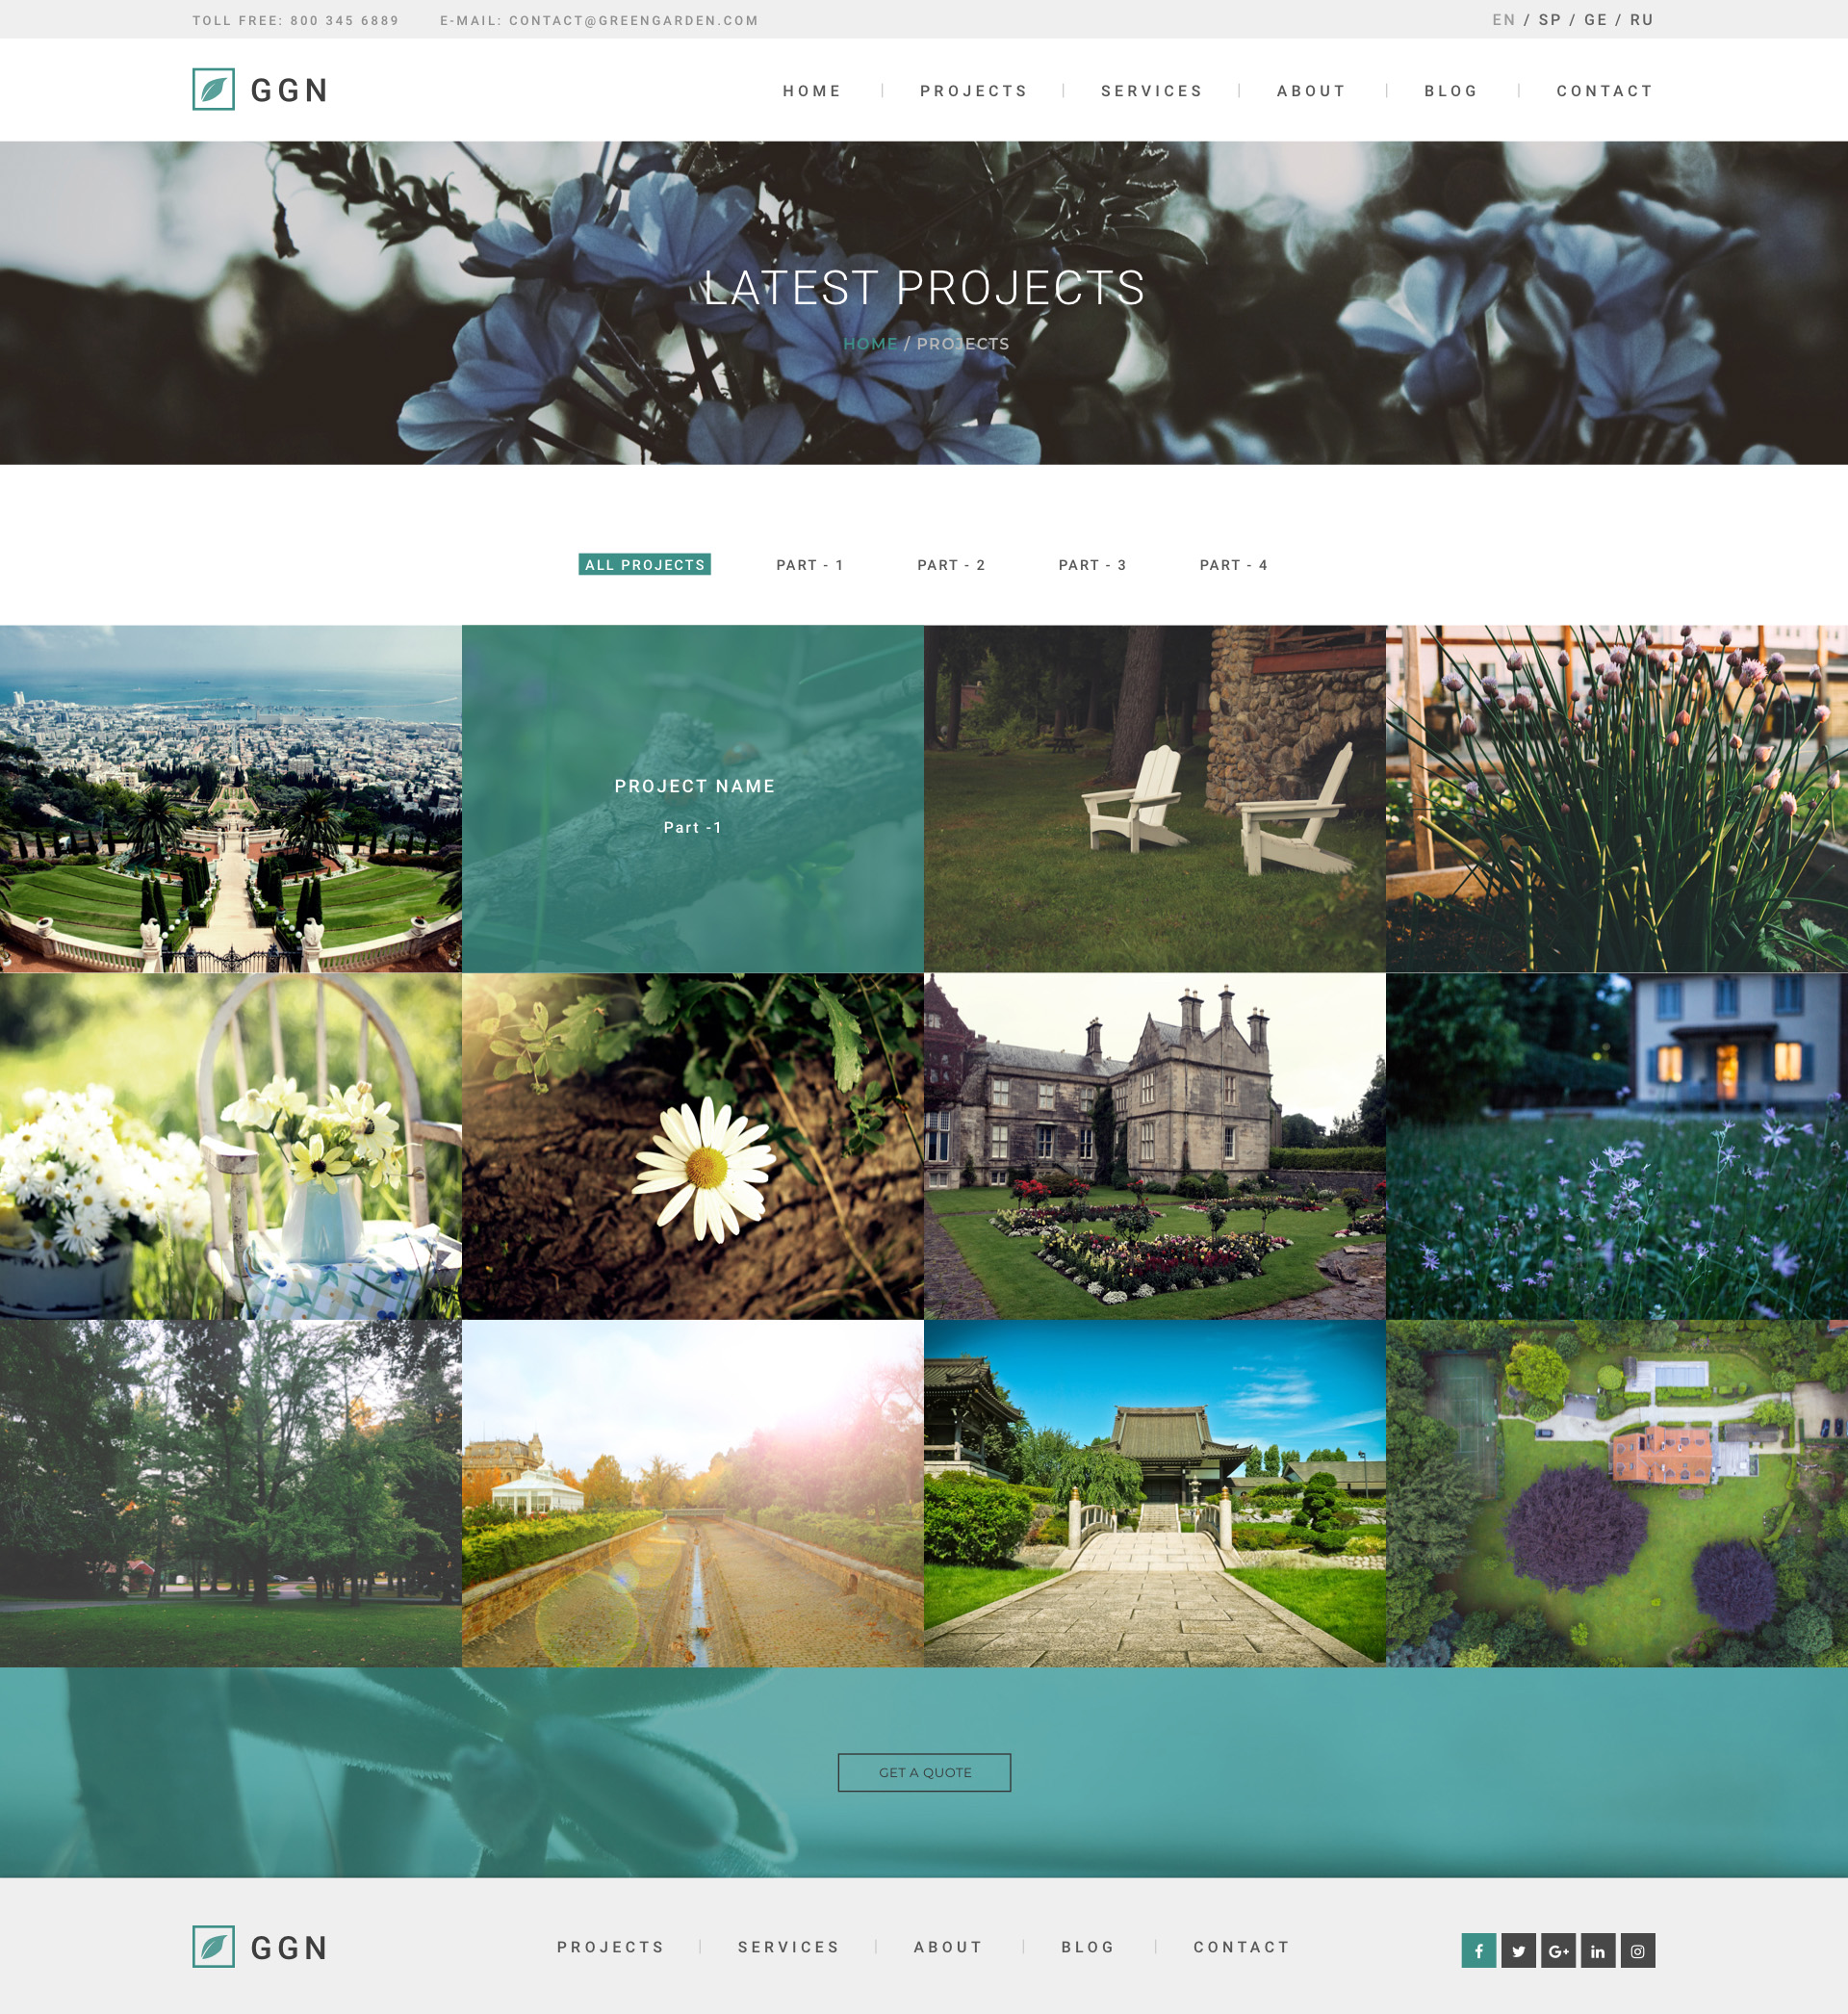 TOLL FREE: 800 345 6889 E-MAIL: CONTACT@GREENGARDEN.COM EN / SP / GE / RU
GGN HOME PROJECTS SERVICES ABOUT BLOG CONTACT
LATEST PROJECTS
HOME / PROJECTS
ALL PROJECTS PART - 1 PART - 2 PART - 3 PART - 4
PROJECT NAME
Part -1
GET A QUOTE
GGN PROJECTS SERVICES ABOUT BLOG CONTACT